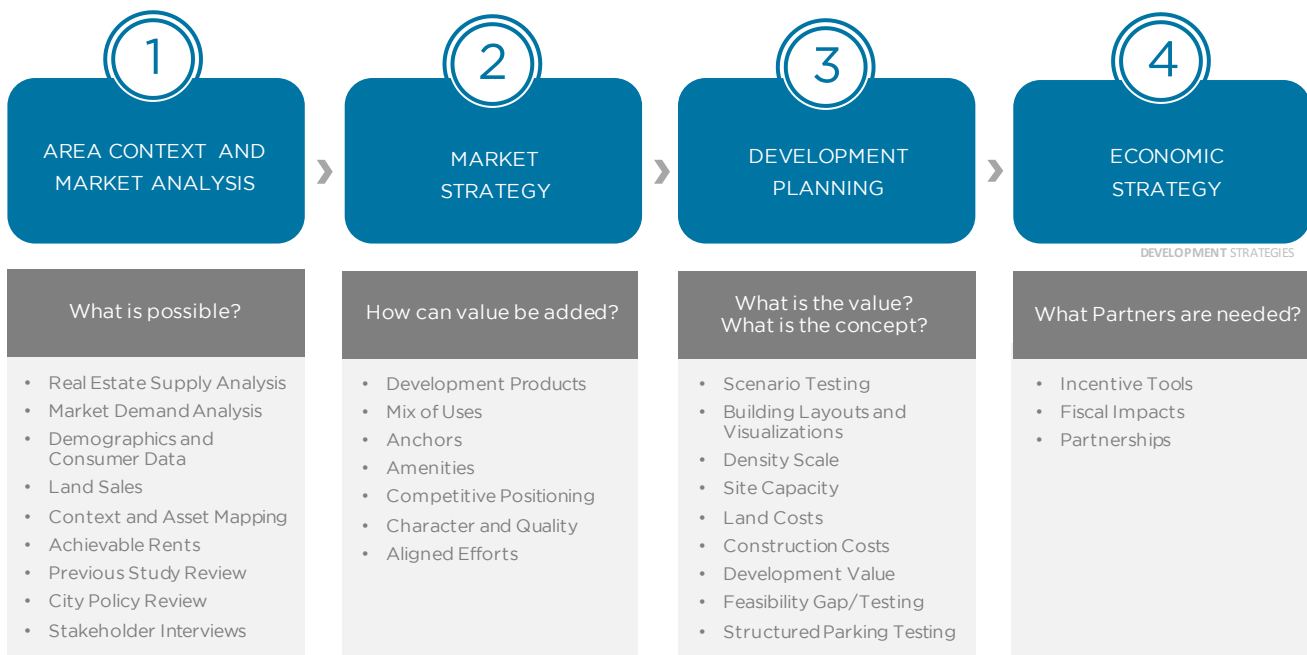 1
AREA CONTEXT AND
MARKET ANALYSIS
2
MARKET
STRATEGY
3
DEVELOPMENT
PLANNING
4
ECONOMIC
STRATEGY
DEVELOPMENT STRATEGIES
What is possible?
• Real Estate Supply Analysis
• Market Demand Analysis
• Demographics and
Consumer Data
• Land Sales
• Context and Asset Mapping
• Achievable Rents
• Previous Study Review
• City Policy Review
• Stakeholder Interviews
How can value be added?
• Development Products
• Mix of Uses
• Anchors
• Amenities
• Competitive Positioning
• Character and Quality
• Aligned Efforts
What is the value?
What is the concept?
• Scenario Testing
• Building Layouts and
Visualizations
• Density Scale
• Site Capacity
• Land Costs
• Construction Costs
• Development Value
• Feasibility Gap/Testing
• Structured Parking Testing
What Partners are needed?
• Incentive Tools
• Fiscal Impacts
• Partnerships